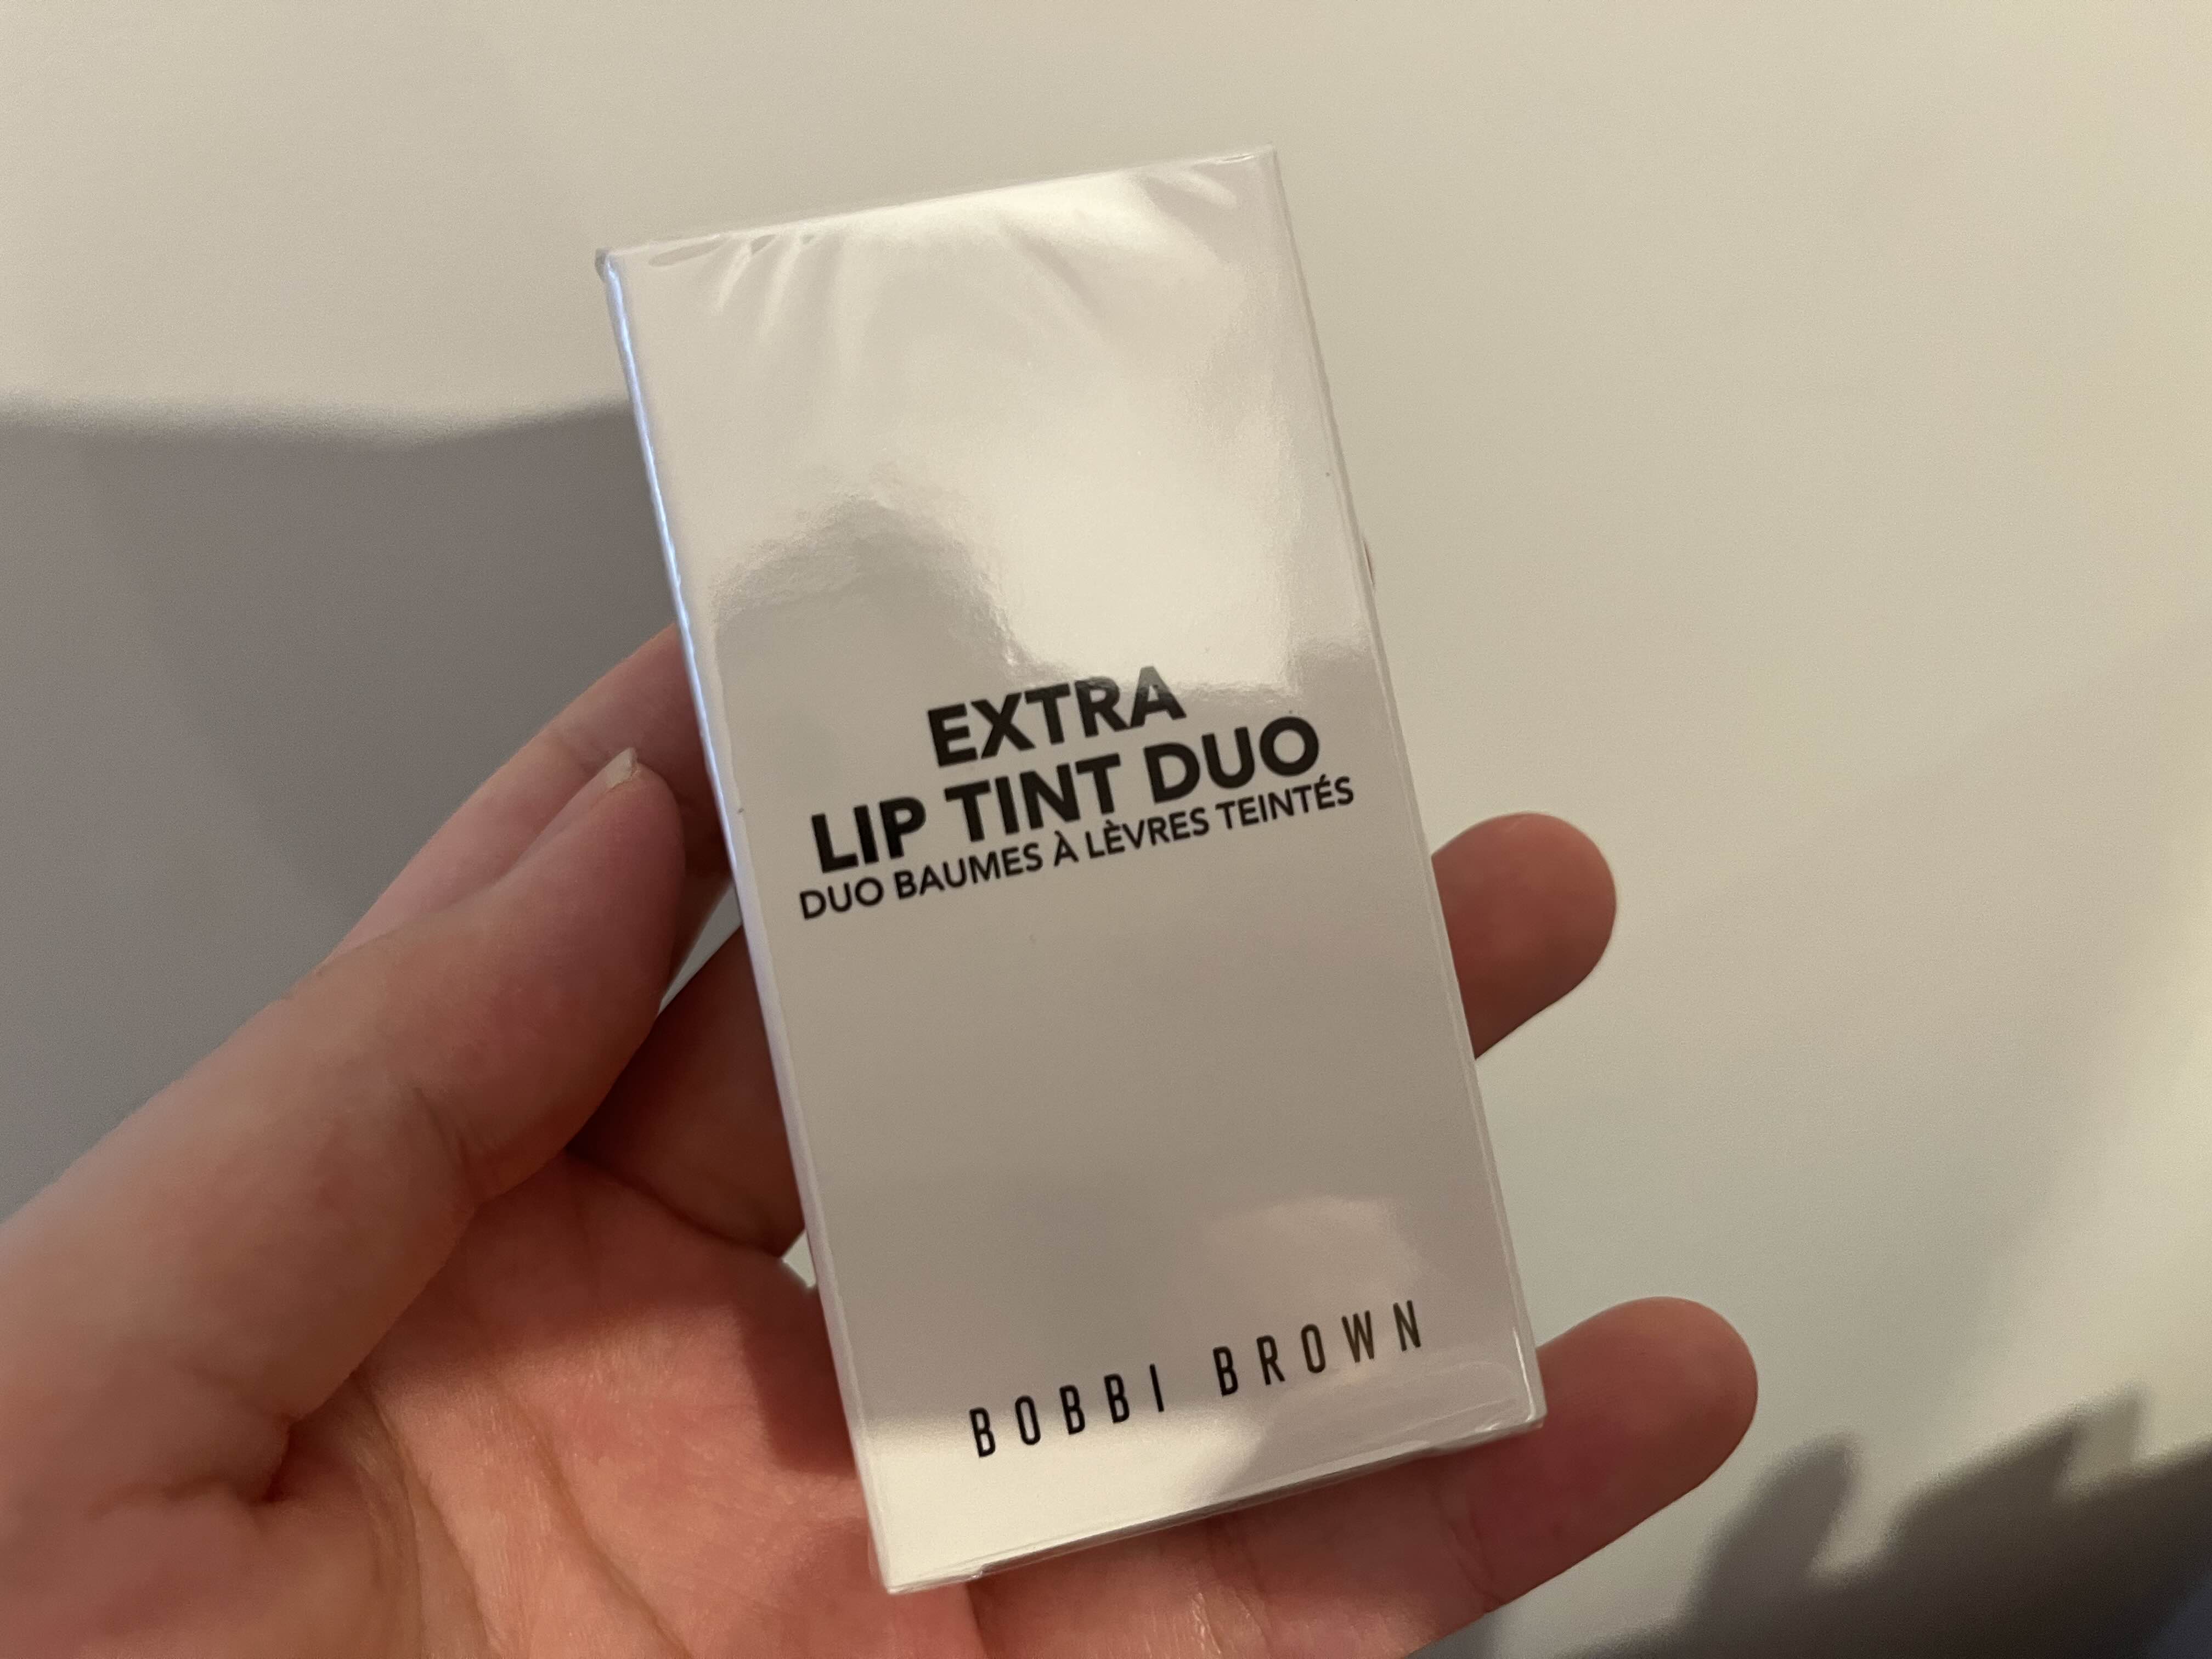 EXTRA
LIP TINT DUO
DUO BAUMES À LÈVRES TEINTÉS
BOBBI BROWN